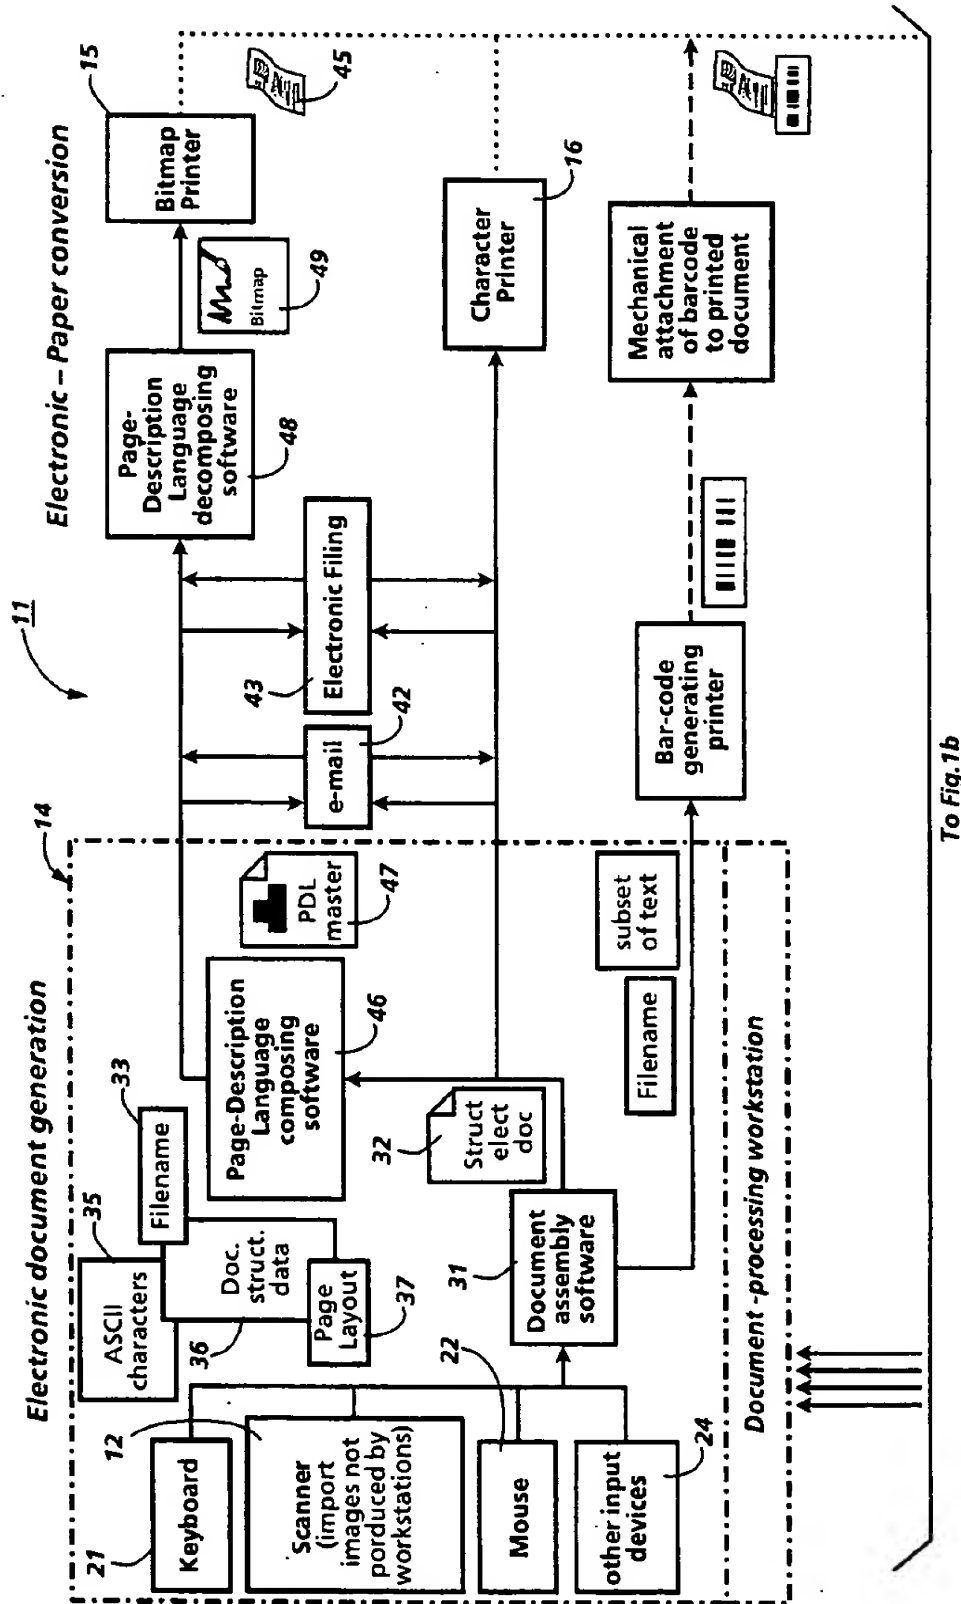 Electronic document generation
14
11
Electronic – Paper conversion
21
Keyboard
12
Scanner
(import
images not
porduced by
workstations)
22
Mouse
24
other input
devices
35
ASCII
characters
33
Filename
36
Doc.
struct.
data
Page
Layout
37
31
Document
assembly
software
32
Struct
elect
doc
Page-Description
Language
composing
software
46
PDL
master
47
Filename
subset
of text
Document -processing workstation
e-mail
42
43
Electronic Filing
Page-
Description
Language
decomposing
software
48
Bitmap
49
15
Bitmap
Printer
45
Character
Printer
16
Bar-code
generating
printer
Mechanical
attachment
of barcode
to printed
document
To Fig.1b